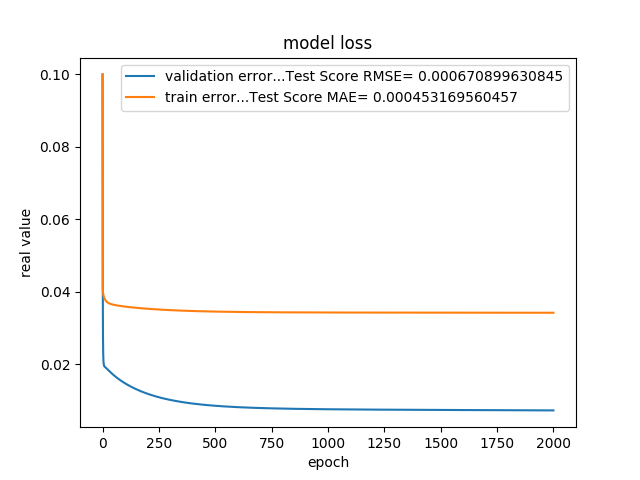 model loss
validation error...Test Score RMSE= 0.000670899630845
train error...Test Score MAE= 0.000453169560457
real value
0.10
0.08
0.06
0.04
0.02
0 250 500 750 1000 1250 1500 1750 2000
epoch